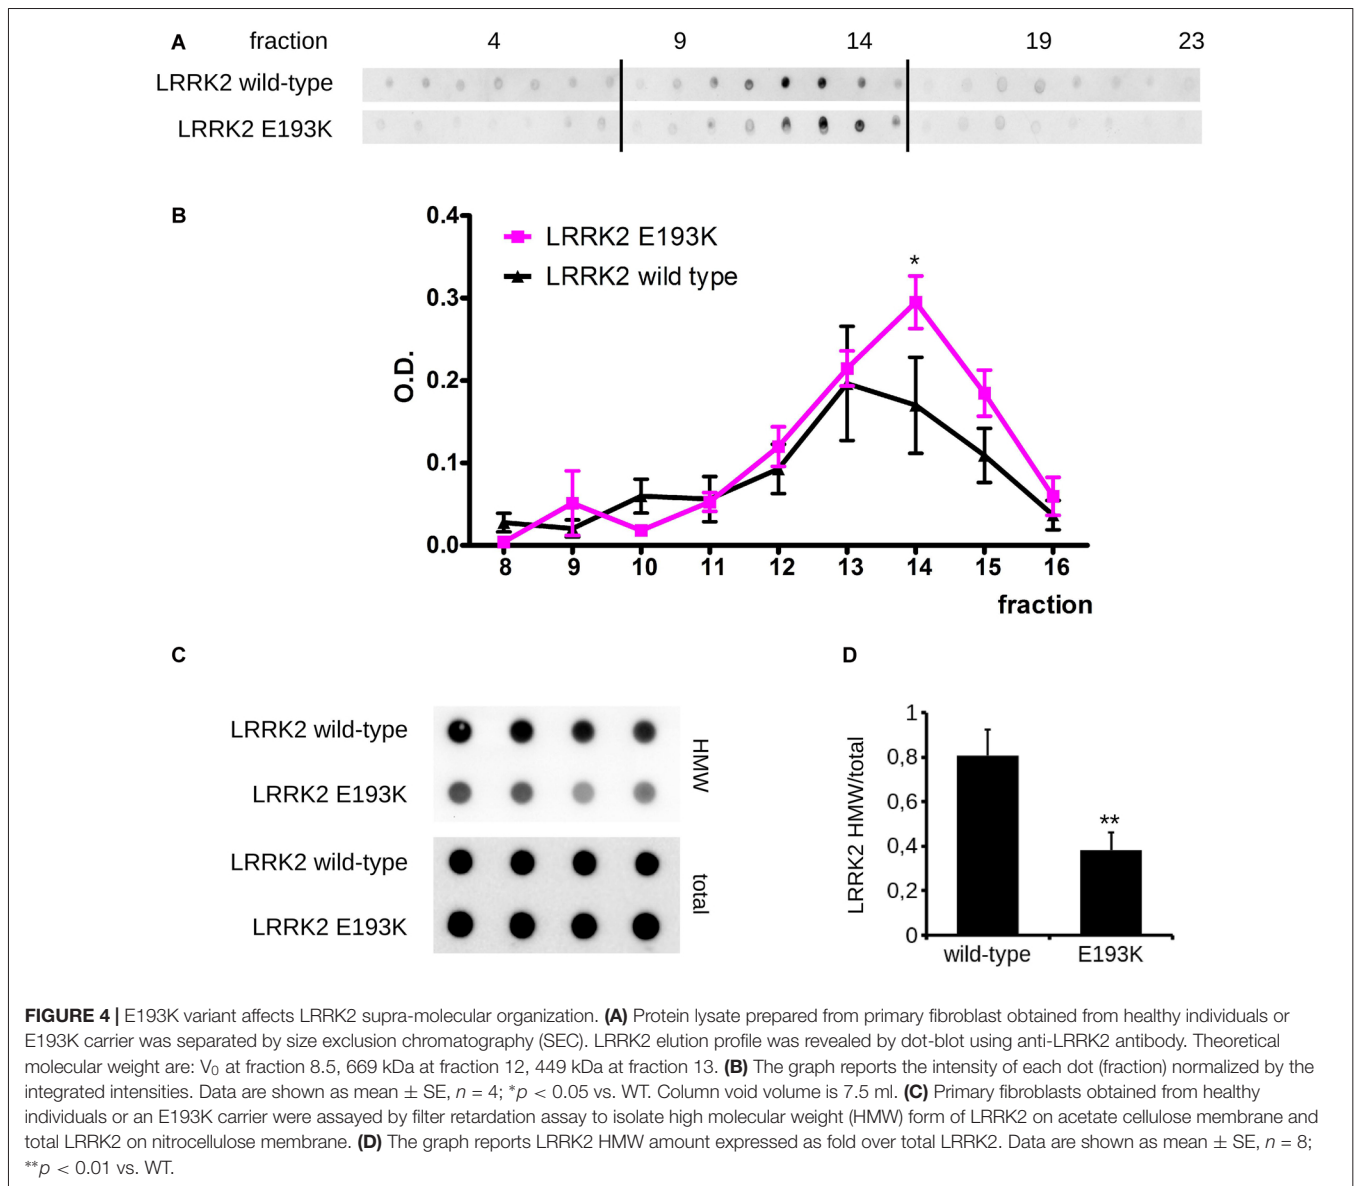 A fraction 4 9 14 19 23
LRRK2 wild-type
LRRK2 E193K
B
0.4
LRRK2 E193K
LRRK2 wild type
*
0.3
O.D.
0.2
0.1
0.0
8 9 10 11 12 13 14 15 16
fraction
C
LRRK2 wild-type
LRRK2 E193K
HMW
LRRK2 wild-type
LRRK2 E193K
total
D
LRRK2 HMW/total
1
0,8
0,6
**
0,4
0,2
0
wild-type E193K
FIGURE 4 | E193K variant affects LRRK2 supra-molecular organization. (A) Protein lysate prepared from primary fibroblast obtained from healthy individuals or
E193K carrier was separated by size exclusion chromatography (SEC). LRRK2 elution profile was revealed by dot-blot using anti-LRRK2 antibody. Theoretical
molecular weight are: V0 at fraction 8.5, 669 kDa at fraction 12, 449 kDa at fraction 13. (B) The graph reports the intensity of each dot (fraction) normalized by the
integrated intensities. Data are shown as mean ± SE, n = 4; *p < 0.05 vs. WT. Column void volume is 7.5 ml. (C) Primary fibroblasts obtained from healthy
individuals or an E193K carrier were assayed by filter retardation assay to isolate high molecular weight (HMW) form of LRRK2 on acetate cellulose membrane and
total LRRK2 on nitrocellulose membrane. (D) The graph reports LRRK2 HMW amount expressed as fold over total LRRK2. Data are shown as mean ± SE, n = 8;
**p < 0.01 vs. WT.